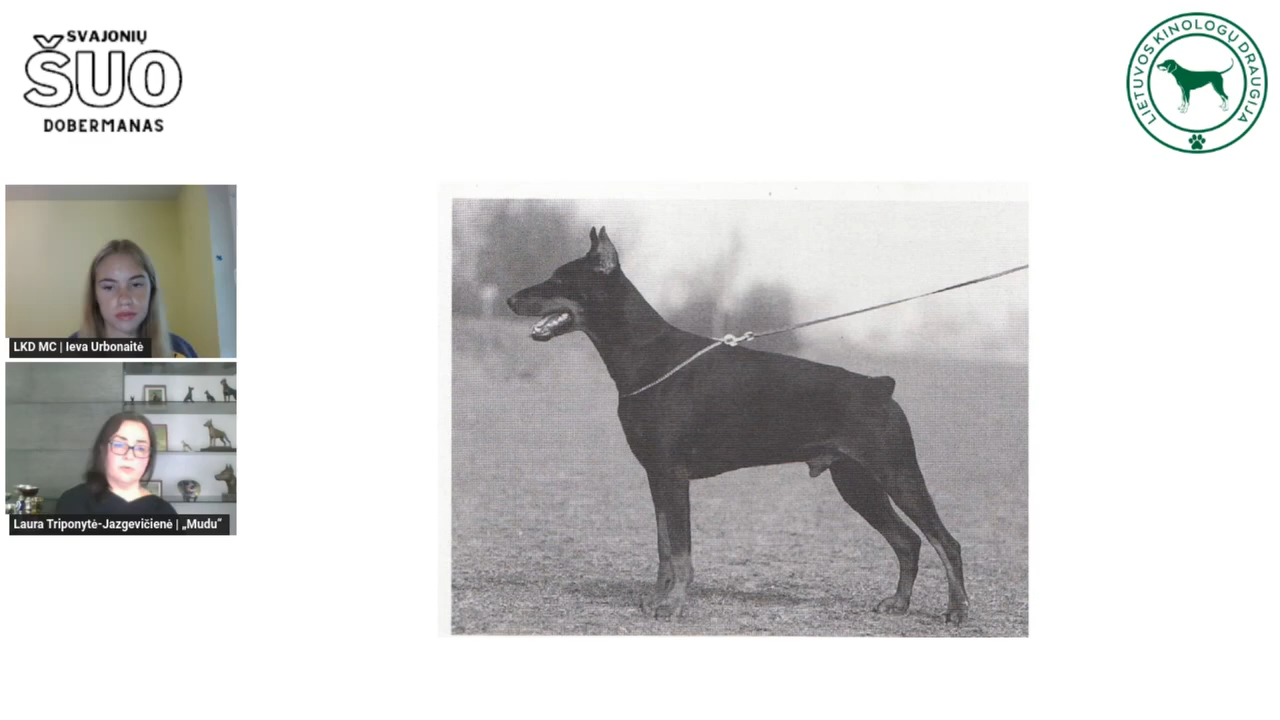 SVAJONIŲ
ŠUO
DOBERMANAS
LIETUVOS KINOLOGŲ DRAUGIJA
LKD MC | Ieva Urbonaitė
Laura Triponytė-Jazgevičienė | „Mudu“